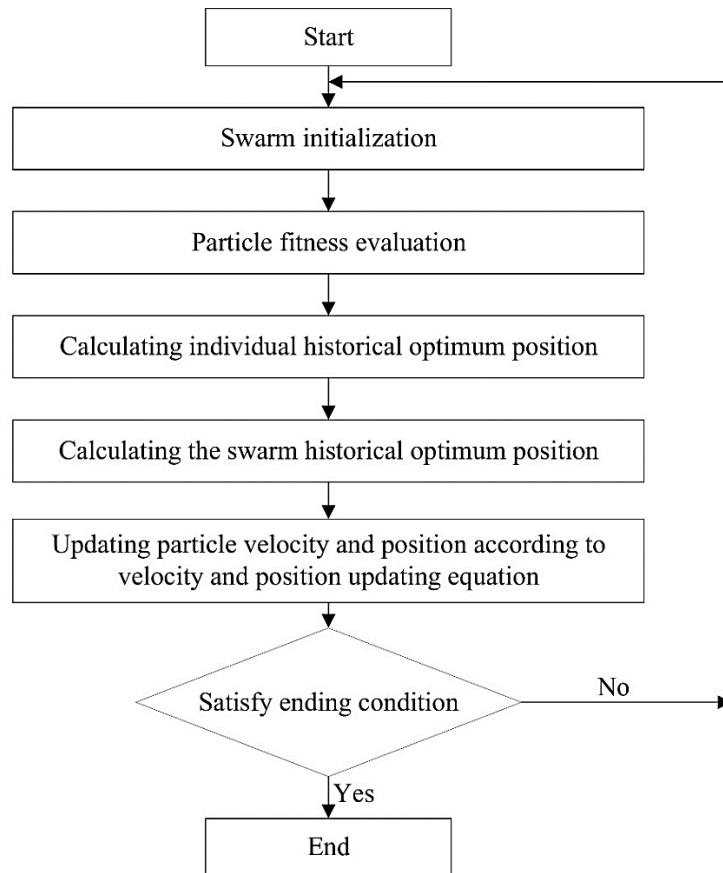 Start
Swarm initialization
Particle fitness evaluation
Calculating individual historical optimum position
Calculating the swarm historical optimum position
Updating particle velocity and position according to
velocity and position updating equation
Satisfy ending condition
No
Yes
End